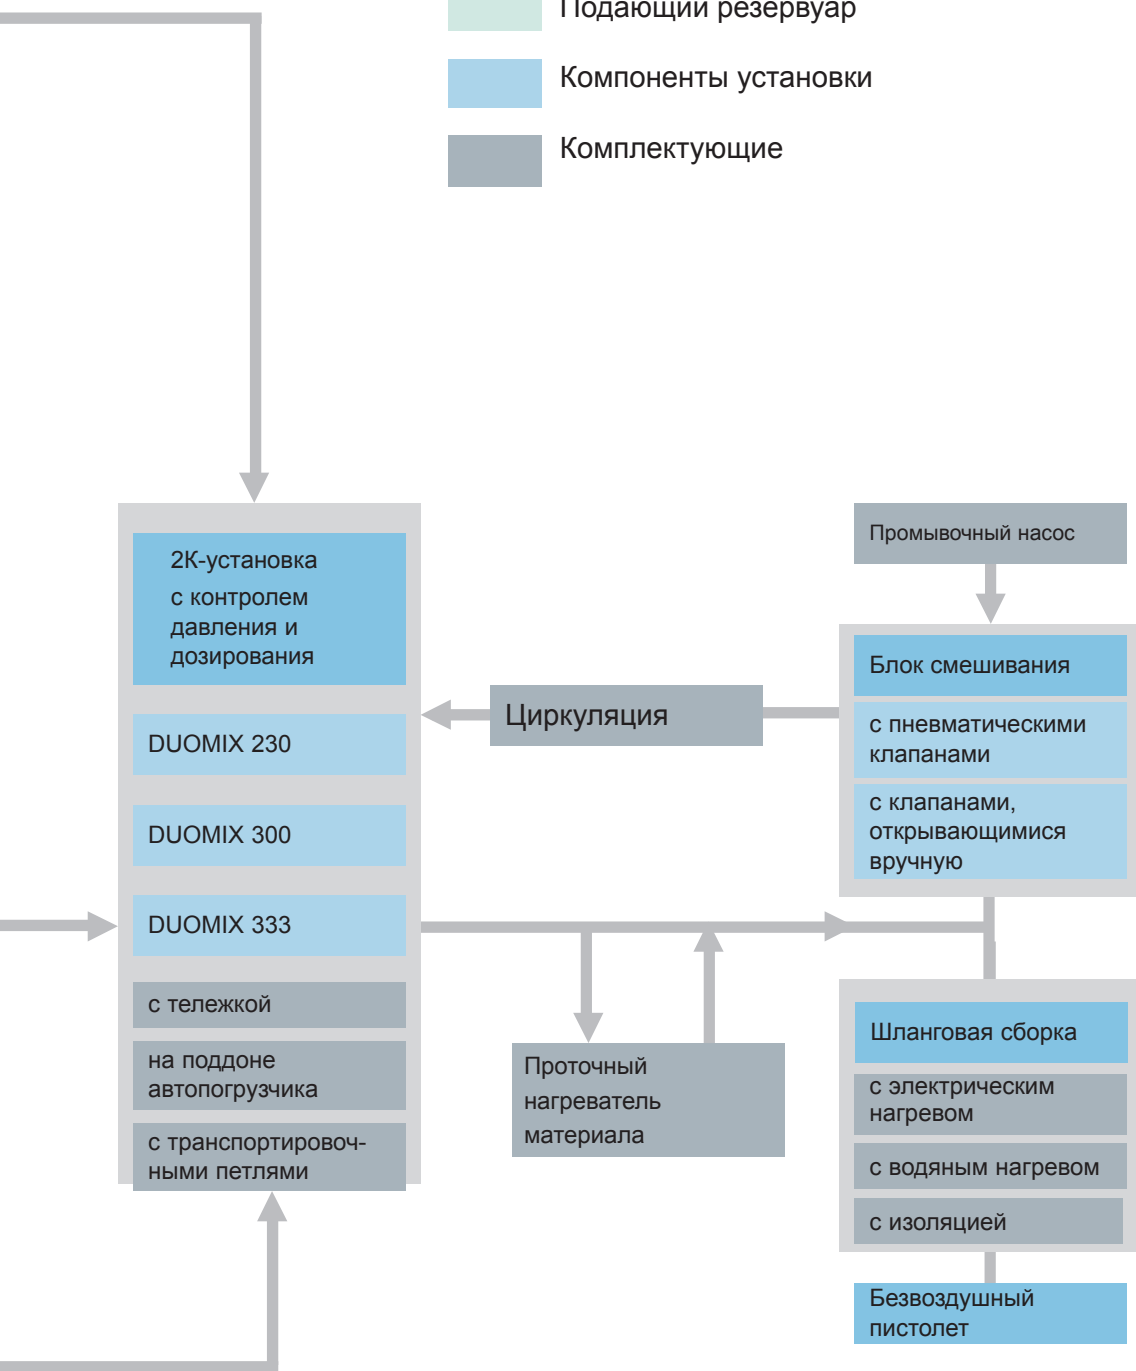 Подающий резервуар
Компоненты установки
Комплектующие
2К-установка
с контролем
давления и
дозирования
DUOMIX 230
DUOMIX 300
DUOMIX 333
с тележкой
на поддоне
автопогрузчика
с транспортировоч-
ными петлями
Циркуляция
Проточный
нагреватель
материала
Промывочный насос
Блок смешивания
с пневматическими
клапанами
с клапанами,
открывающимися
вручную
Шланговая сборка
с электрическим
нагревом
с водяным нагревом
с изоляцией
Безвоздушный
пистолет